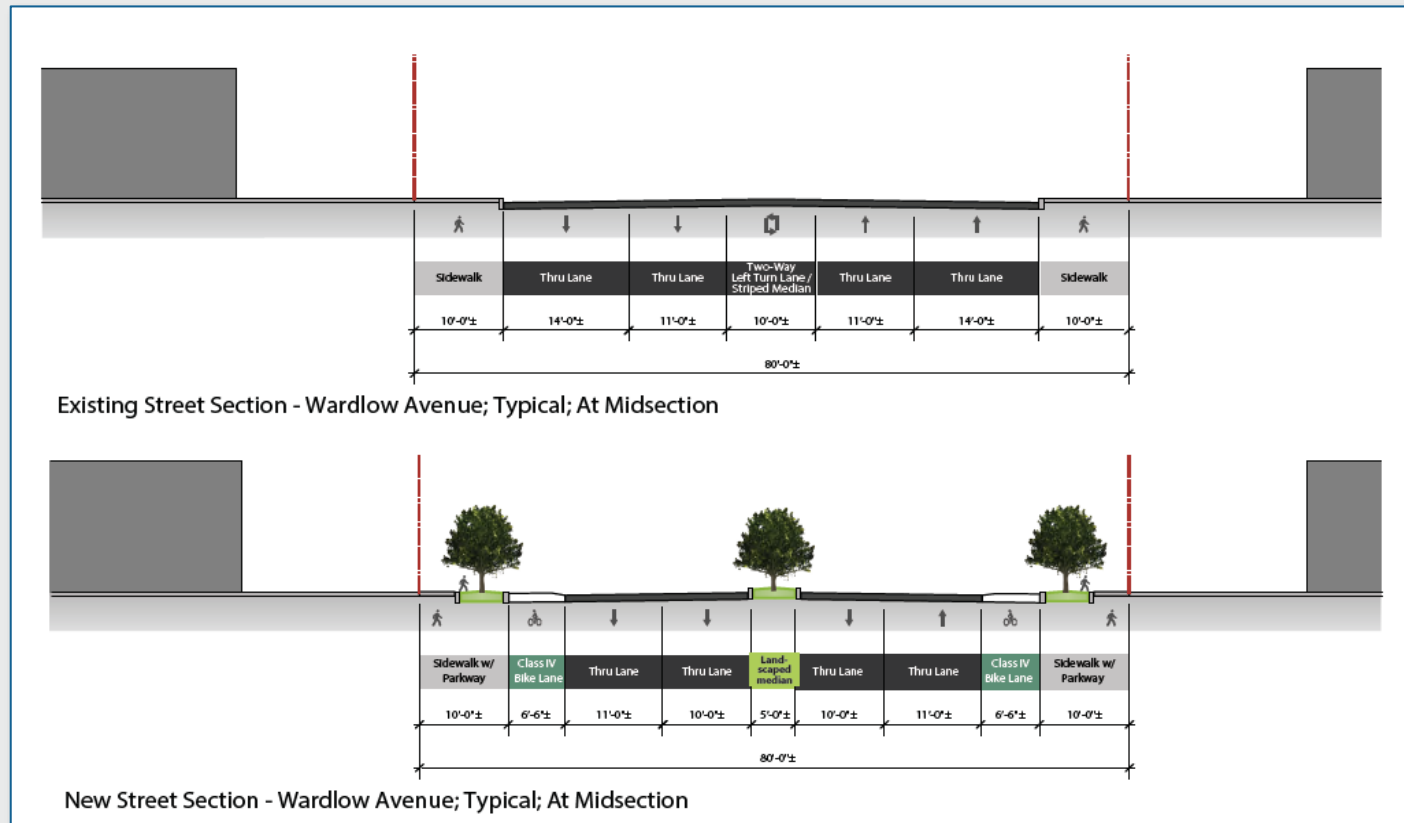 Sidewalk
Thru Lane
Thru Lane
Two-Way
Left Turn Lane /
Striped Median
Thru Lane
Thru Lane
Sidewalk
10'-0"±
14'-0"±
11'-0"±
10'-0"±
11'-0"±
14'-0"±
10'-0"±
80'-0"±
Existing Street Section - Wardlow Avenue; Typical; At Midsection
Sidewalk w/
Parkway
Class IV
Bike Lane
Thru Lane
Thru Lane
Land-
scaped
median
Thru Lane
Thru Lane
Class IV
Bike Lane
Sidewalk w/
Parkway
10'-0"±
6'-6"±
11'-0"±
10'-0"±
5'-0"±
10'-0"±
11'-0"±
6'-6"±
10'-0"±
80'-0"±
New Street Section - Wardlow Avenue; Typical; At Midsection